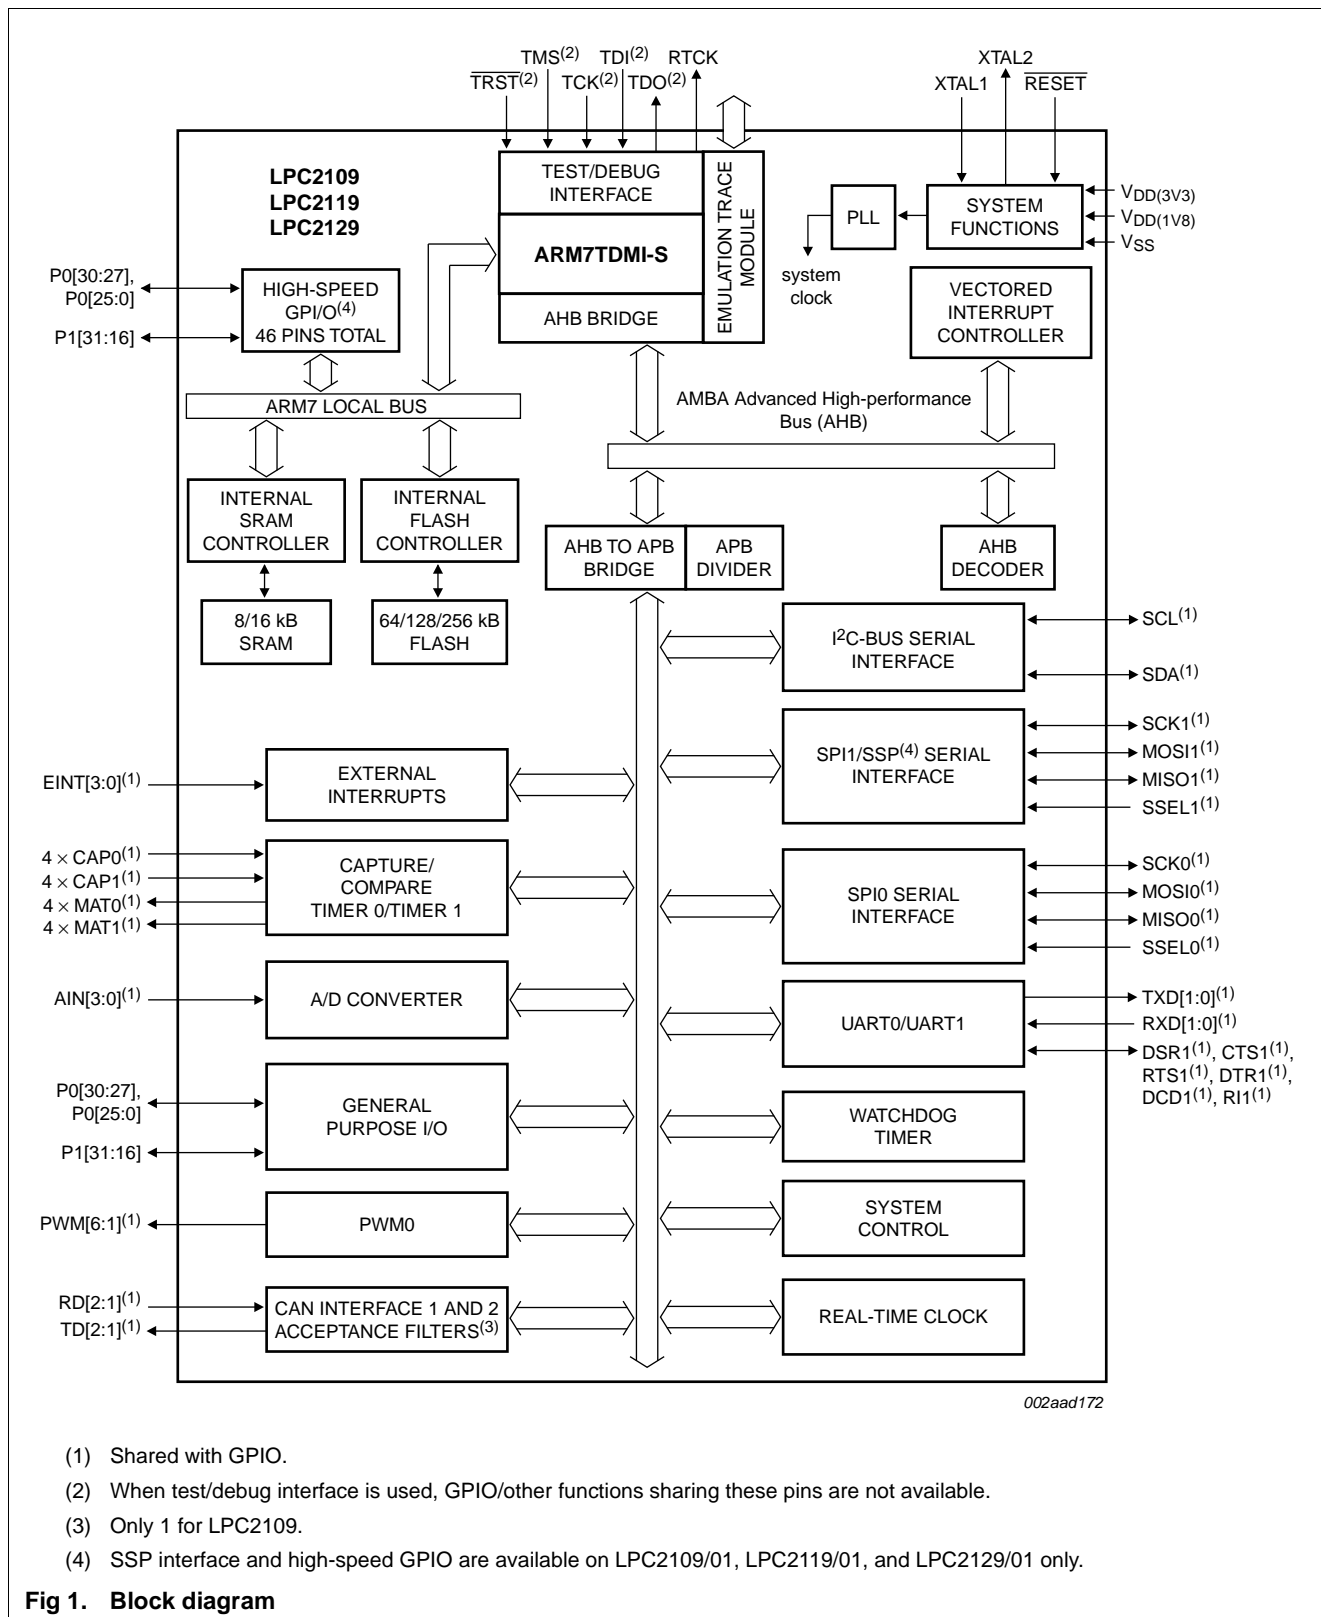 TMS(2) TDI(2) RTCK
TRST(2) TCK(2) TDO(2)
XTAL2
XTAL1 RESET
LPC2109
LPC2119
LPC2129
TEST/DEBUG
INTERFACE
ARM7TDMI-S
AHB BRIDGE
EMULATION TRACE
MODULE
PLL
system
clock
SYSTEM
FUNCTIONS
VDD(3V3)
VDD(1V8)
VSS
P0[30:27],
P0[25:0]
P1[31:16]
HIGH-SPEED
GPI/O(4)
46 PINS TOTAL
VECTORED
INTERRUPT
CONTROLLER
ARM7 LOCAL BUS
AMBA Advanced High-performance
Bus (AHB)
INTERNAL
SRAM
CONTROLLER
INTERNAL
FLASH
CONTROLLER
8/16 kB
SRAM
64/128/256 kB
FLASH
AHB TO APB
BRIDGE
APB
DIVIDER
AHB
DECODER
I2C-BUS SERIAL
INTERFACE
SCL(1)
SDA(1)
SPI1/SSP(4) SERIAL
INTERFACE
SCK1(1)
MOSI1(1)
MISO1(1)
SSEL1(1)
EINT[3:0](1)
EXTERNAL
INTERRUPTS
4 × CAP0(1)
4 × CAP1(1)
4 × MAT0(1)
4 × MAT1(1)
CAPTURE/
COMPARE
TIMER 0/TIMER 1
SPI0 SERIAL
INTERFACE
SCK0(1)
MOSI0(1)
MISO0(1)
SSEL0(1)
AIN[3:0](1)
A/D CONVERTER
UART0/UART1
TXD[1:0](1)
RXD[1:0](1)
DSR1(1), CTS1(1),
RTS1(1), DTR1(1),
DCD1(1), RI1(1)
P0[30:27],
P0[25:0]
P1[31:16]
GENERAL
PURPOSE I/O
WATCHDOG
TIMER
PWM[6:1](1)
PWM0
SYSTEM
CONTROL
RD[2:1](1)
TD[2:1](1)
CAN INTERFACE 1 AND 2
ACCEPTANCE FILTERS(3)
REAL-TIME CLOCK
002aad172
(1) Shared with GPIO.
(2) When test/debug interface is used, GPIO/other functions sharing these pins are not available.
(3) Only 1 for LPC2109.
(4) SSP interface and high-speed GPIO are available on LPC2109/01, LPC2119/01, and LPC2129/01 only.
Fig 1. Block diagram